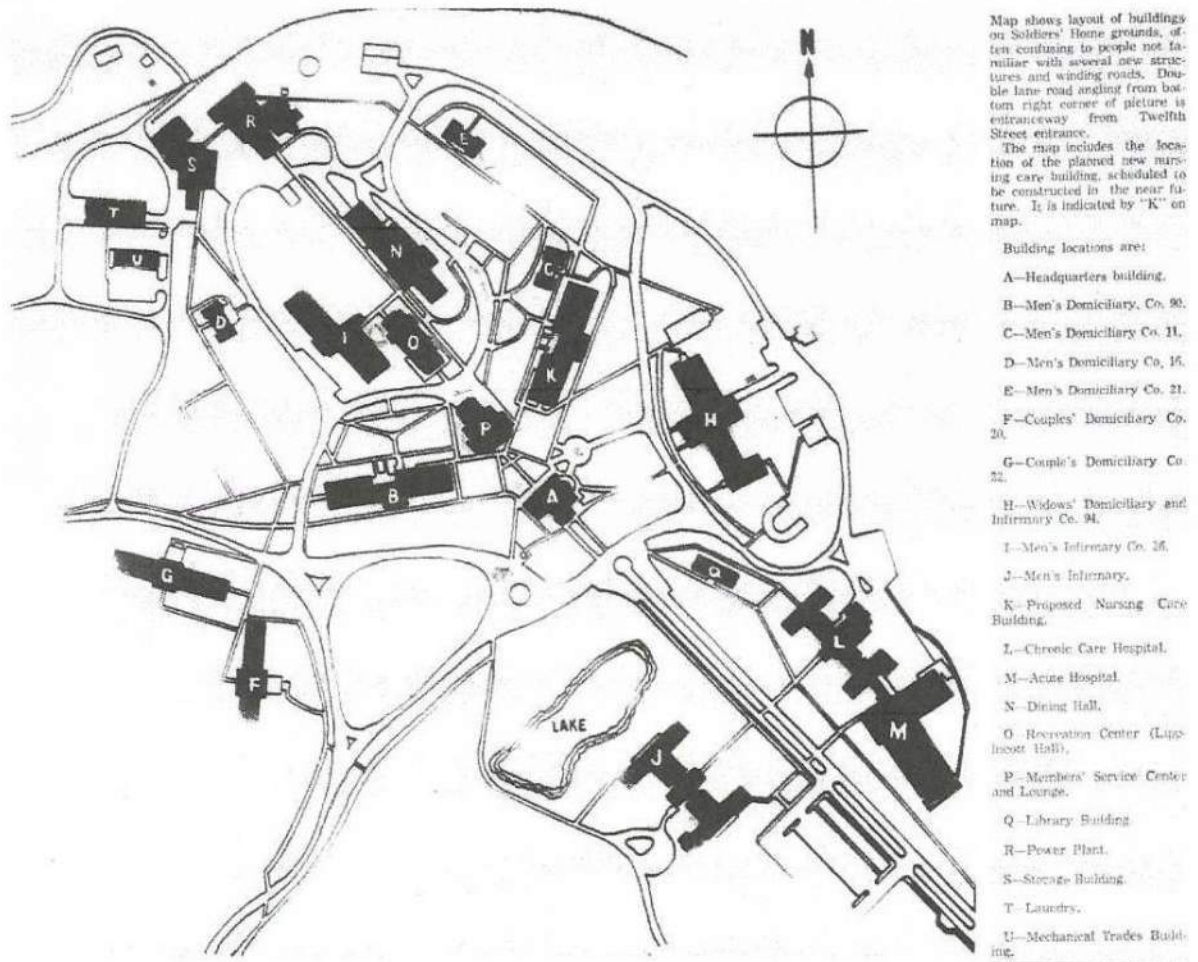 N
R
E
S
T
N
U
C
D
I
O
K
H
P
B
A
G
Q
L
F
LAKE
J
M
Map shows layout of buildings
on Soldiers' Home grounds, of-
ten confusing to people not fa-
miliar with several new struc-
tures and winding roads. Dou-
ble lane road angling from bot-
tom right corner of picture is
entranceway from Twelfth
Street entrance.
The map includes the loca-
tion of the planned new nurs-
ing care building, scheduled to
be constructed in the near fu-
ture. It is indicated by "K" on
map.
Building locations are:
A—Headquarters building.
B—Men's Domiciliary, Co. 90.
C—Men's Domiciliary Co. 11.
D—Men's Domiciliary Co. 16.
E—Men's Domiciliary Co. 21.
F—Couples' Domiciliary Co.
20.
G—Couple's Domiciliary Co.
22.
H—Widows' Domiciliary and
Infirmary Co. 94.
I—Men's Infirmary Co. 26.
J—Men's Infirmary.
K—Proposed Nursing Care
Building.
L—Chronic Care Hospital.
M—Acute Hospital.
N—Dining Hall.
O—Recreation Center (Lipp-
incott Hall).
P—Members' Service Center
and Lounge.
Q—Library Building
R—Power Plant.
S—Storage Building.
T—Laundry.
U—Mechanical Trades Build-
ing.